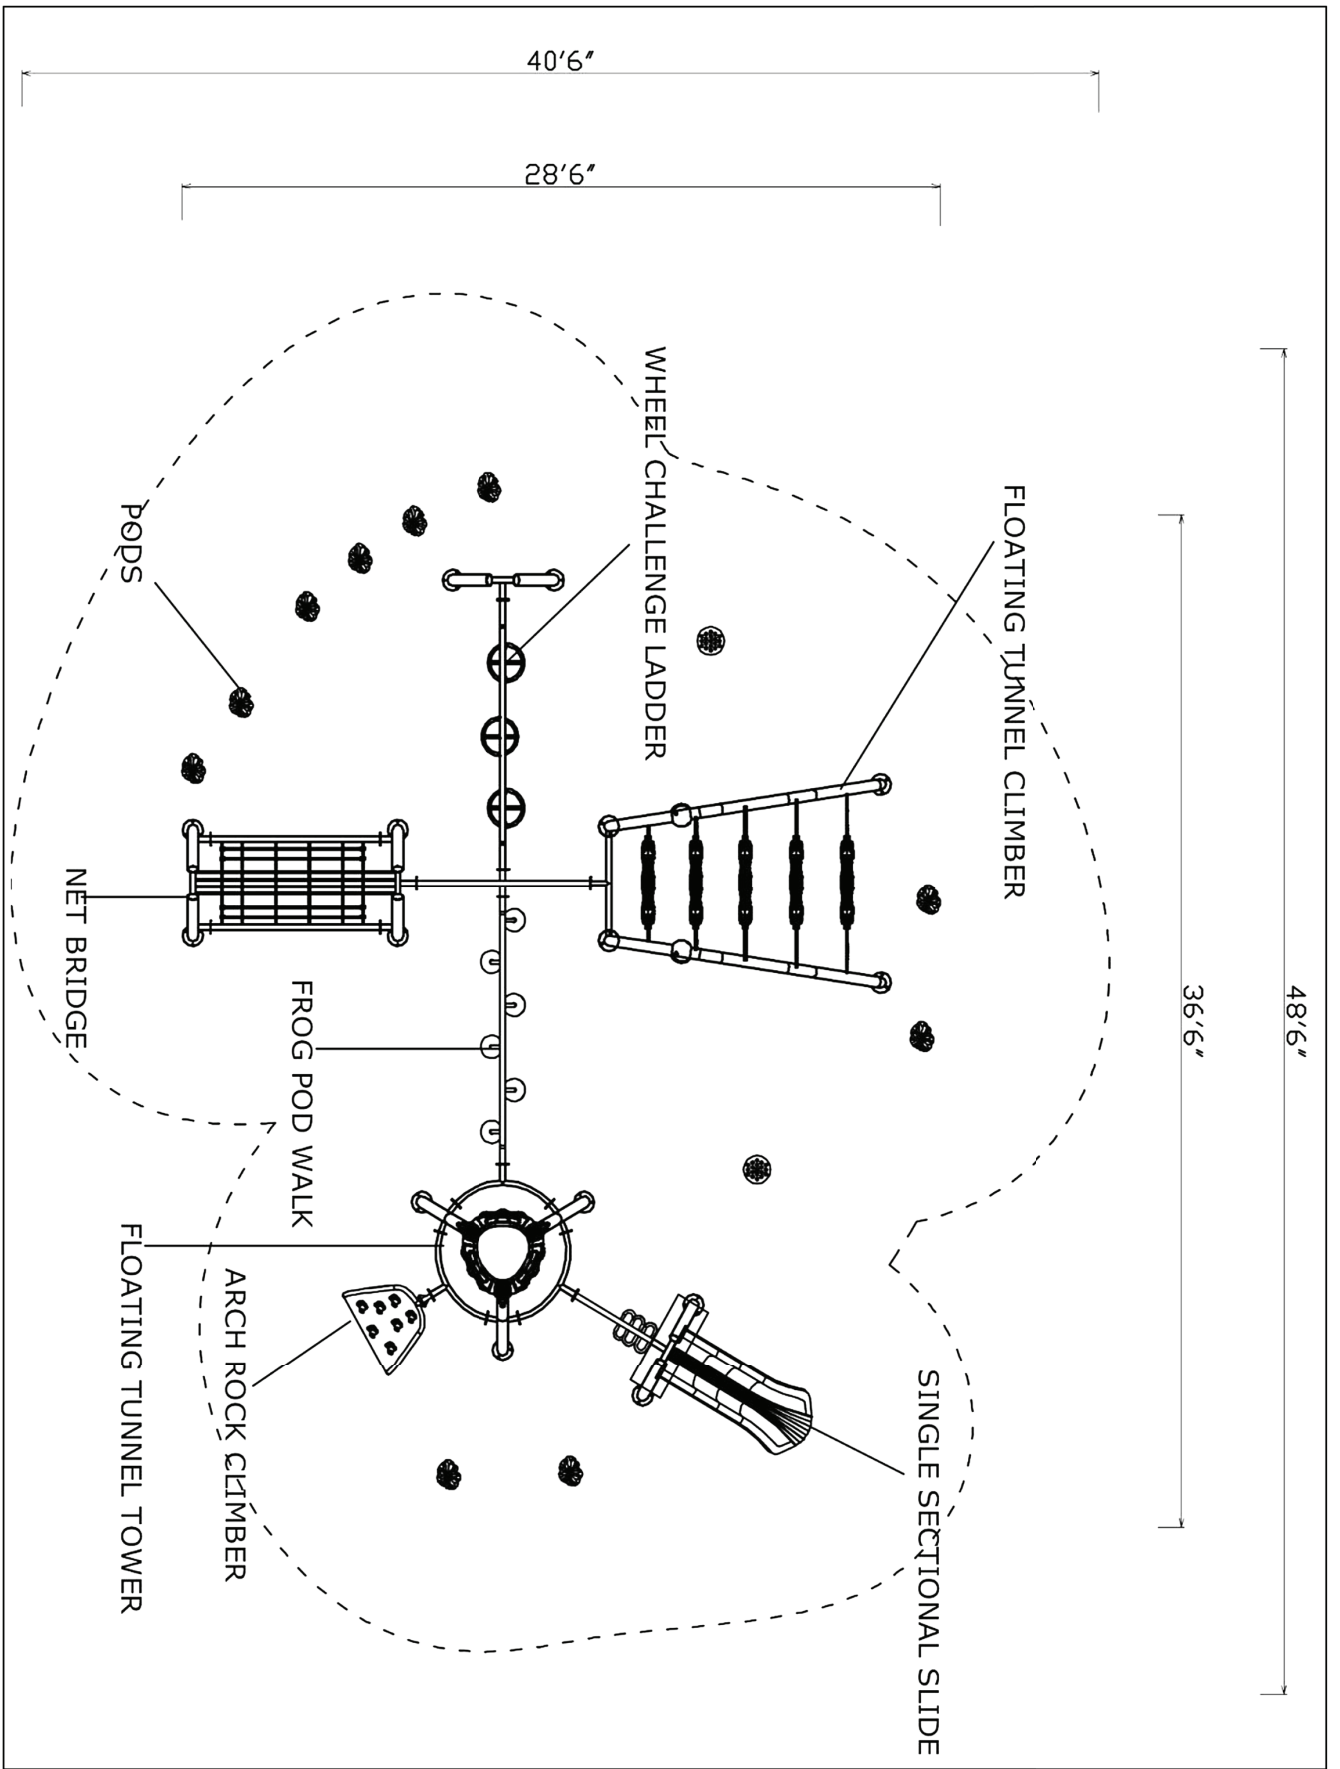 40'6"
28'6"
48'6"
36'6"
FLOATING TUNNEL CLIMBER
WHEEL CHALLENGE LADDER
PODS
NET BRIDGE
FROG POD WALK
FLOATING TUNNEL TOWER
ARCH ROCK CLIMBER
SINGLE SECTIONAL SLIDE